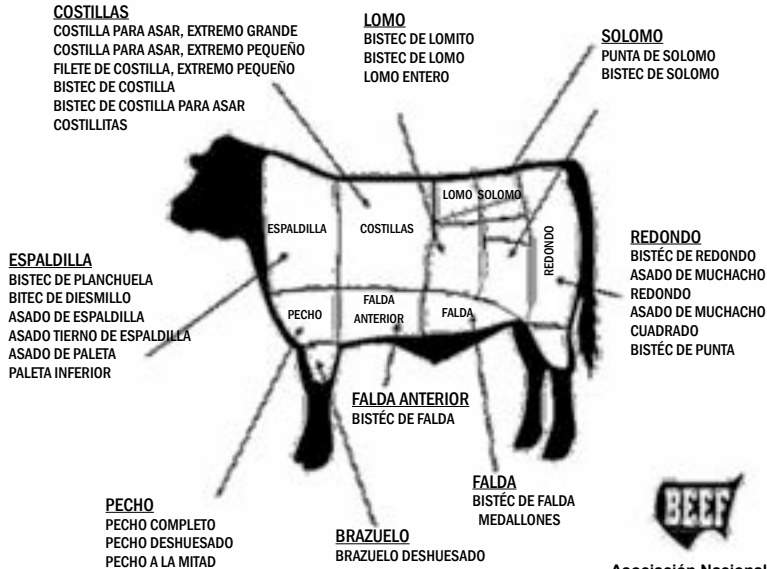 COSTILLAS
COSTILLA PARA ASAR, EXTREMO GRANDE
COSTILLA PARA ASAR, EXTREMO PEQUEÑO
FILETE DE COSTILLA, EXTREMO PEQUEÑO
BISTEC DE COSTILLA
BISTEC DE COSTILLA PARA ASAR
COSTILLITAS
LOMO
BISTEC DE LOMITO
BISTEC DE LOMO
LOMO ENTERO
SOLOMO
PUNTA DE SOLOMO
BISTEC DE SOLOMO
LOMO SOLOMO
ESPALDILLA
COSTILLAS
REDONDO
PECHO
FALDA
ANTERIOR
FALDA
ESPALDILLA
BISTEC DE PLANCHUELA
BITEC DE DIESMILLO
ASADO DE ESPALDILLA
ASADO TIERNO DE ESPALDILLA
ASADO DE PALETA
PALETA INFERIOR
REDONDO
BISTÉC DE REDONDO
ASADO DE MUCHACHO
REDONDO
ASADO DE MUCHACHO
CUADRADO
BISTÉC DE PUNTA
FALDA ANTERIOR
BISTÉC DE FALDA
FALDA
BISTÉC DE FALDA
MEDALLONES
PECHO
PECHO COMPLETO
PECHO DESHUESADO
PECHO A LA MITAD
BRAZUELO
BRAZUELO DESHUESADO
BEEF
Asociación Nacional